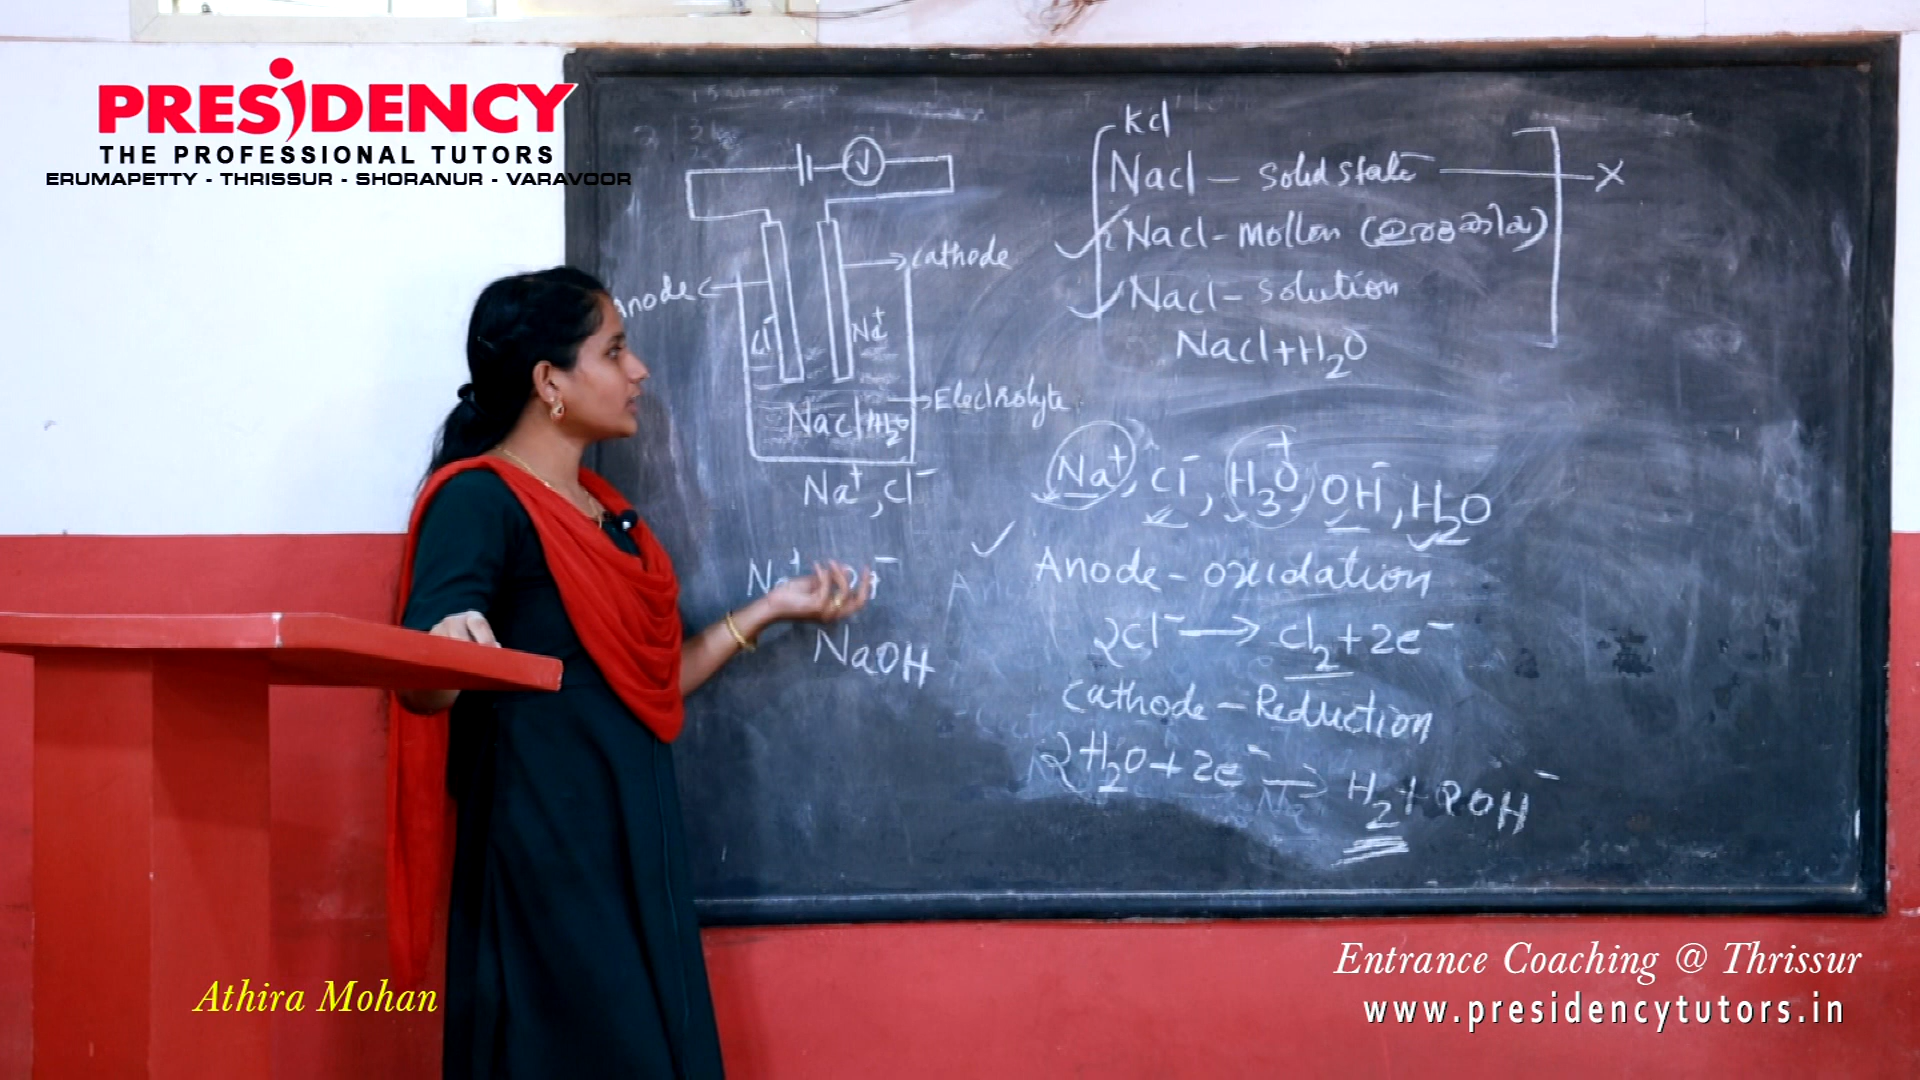 PRESIDENCY
THE PROFESSIONAL TUTORS
ERUMAPETTY - THRISSUR - SHORANUR - VARAVOOR
V
Anode
cathode
Cl⁻
Na⁺
Electrolyte
Nacl H₂O
Na⁺, Cl⁻
Na⁺
NaOH
Kcl
Nacl - Solid state X
Nacl - Molten
Nacl - Solution
Nacl + H₂O
Na⁺, Cl⁻, H₃O⁺, OH⁻, H₂O
Anode - oxidation
2Cl⁻ → Cl₂ + 2e⁻
Cathode - Reduction
2H₂O + 2e⁻ → H₂ + 2OH⁻
Athira Mohan
Entrance Coaching @ Thrissur
www.presidencytutors.in